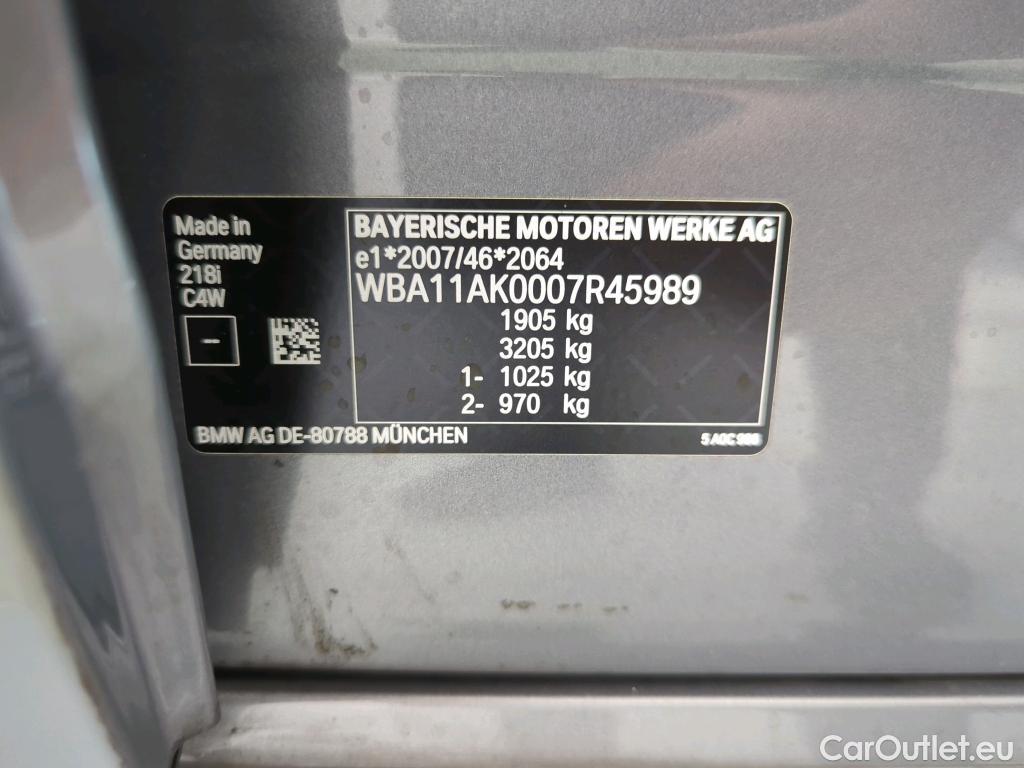 Made in
Germany
218i
C4W
--
BAYERISCHE MOTOREN WERKE AG
e1*2007/46*2064
WBA11AK0007R45989
1905 kg
3205 kg
1- 1025 kg
2- 970 kg
BMW AG DE-80788 MÜNCHEN
CarOutlet.eu